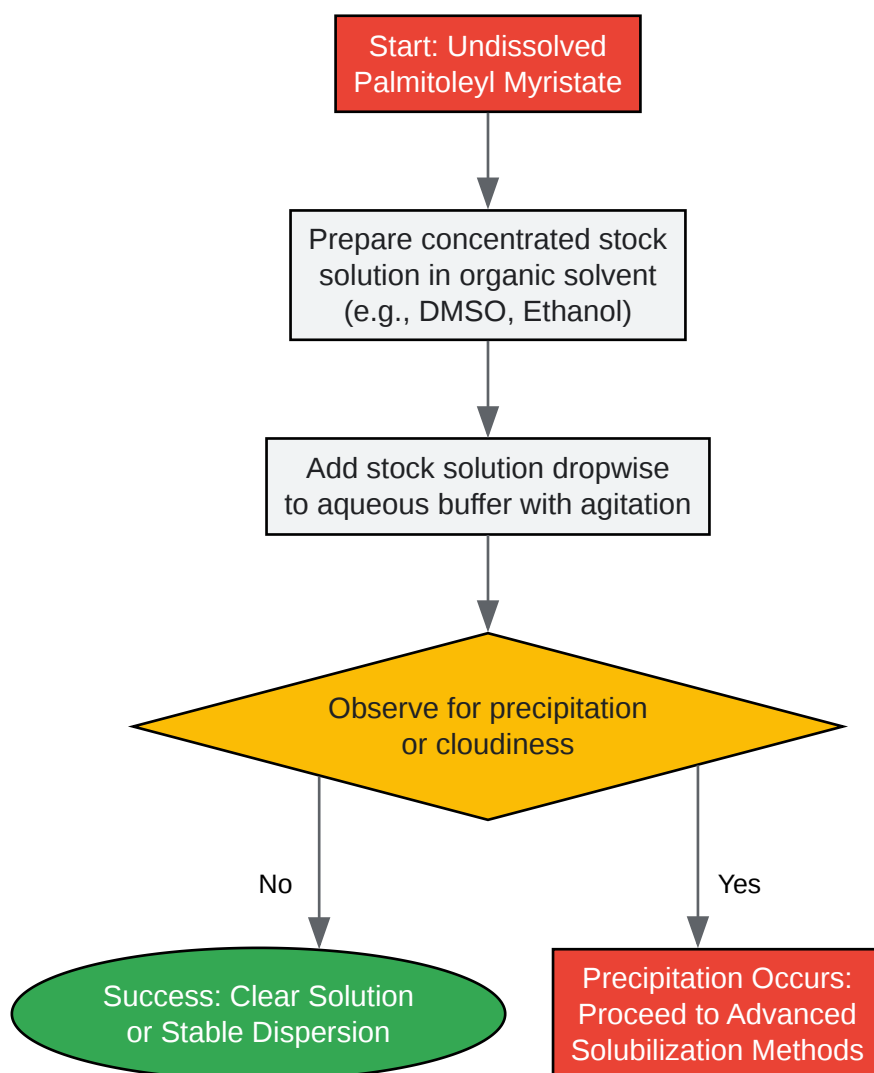 Start: Undissolved
Palmitoleyl Myristate
Prepare concentrated stock
solution in organic solvent
(e.g., DMSO, Ethanol)
Add stock solution dropwise
to aqueous buffer with agitation
Observe for precipitation
or cloudiness
No
Yes
Success: Clear Solution
or Stable Dispersion
Precipitation Occurs:
Proceed to Advanced
Solubilization Methods